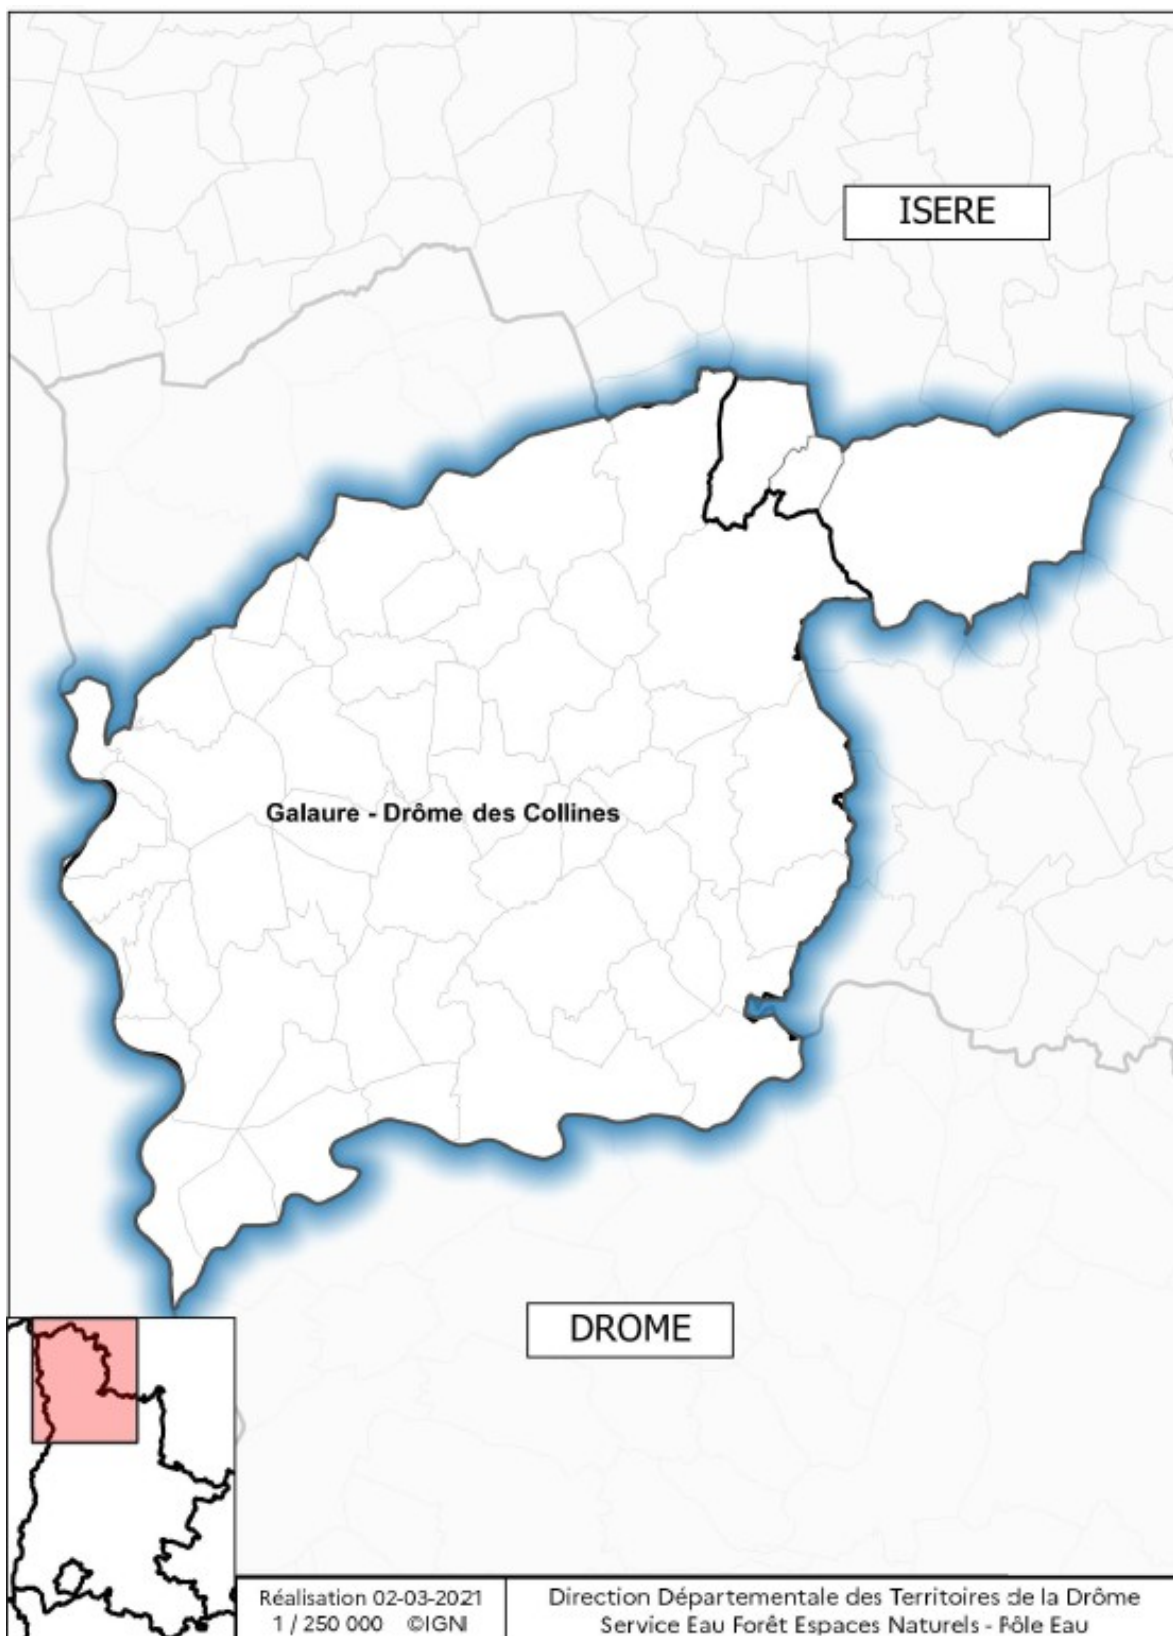 ISERE
Galaure - Drôme des Collines
DROME
Réalisation 02-03-2021
1 / 250 000 ©IGN
Direction Départementale des Territoires de la Drôme
Service Eau Forêt Espaces Naturels - Pôle Eau